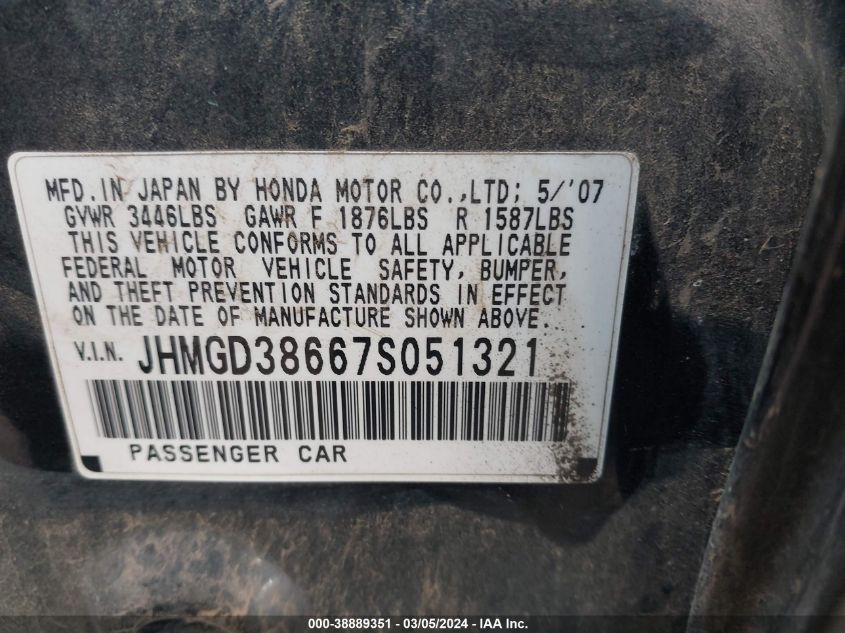 MFD.IN JAPAN BY HONDA MOTOR CO.,LTD; 5/'07
GVWR 3446LBS GAWR F 1876LBS R 1587LBS
THIS VEHICLE CONFORMS TO ALL APPLICABLE
FEDERAL MOTOR VEHICLE SAFETY, BUMPER,
AND THEFT PREVENTION STANDARDS IN EFFECT
ON THE DATE OF MANUFACTURE SHOWN ABOVE.
V.I.N. JHMGD38667S051321
PASSENGER CAR
000-38889351 | 03/05/2024 - IAA Inc.